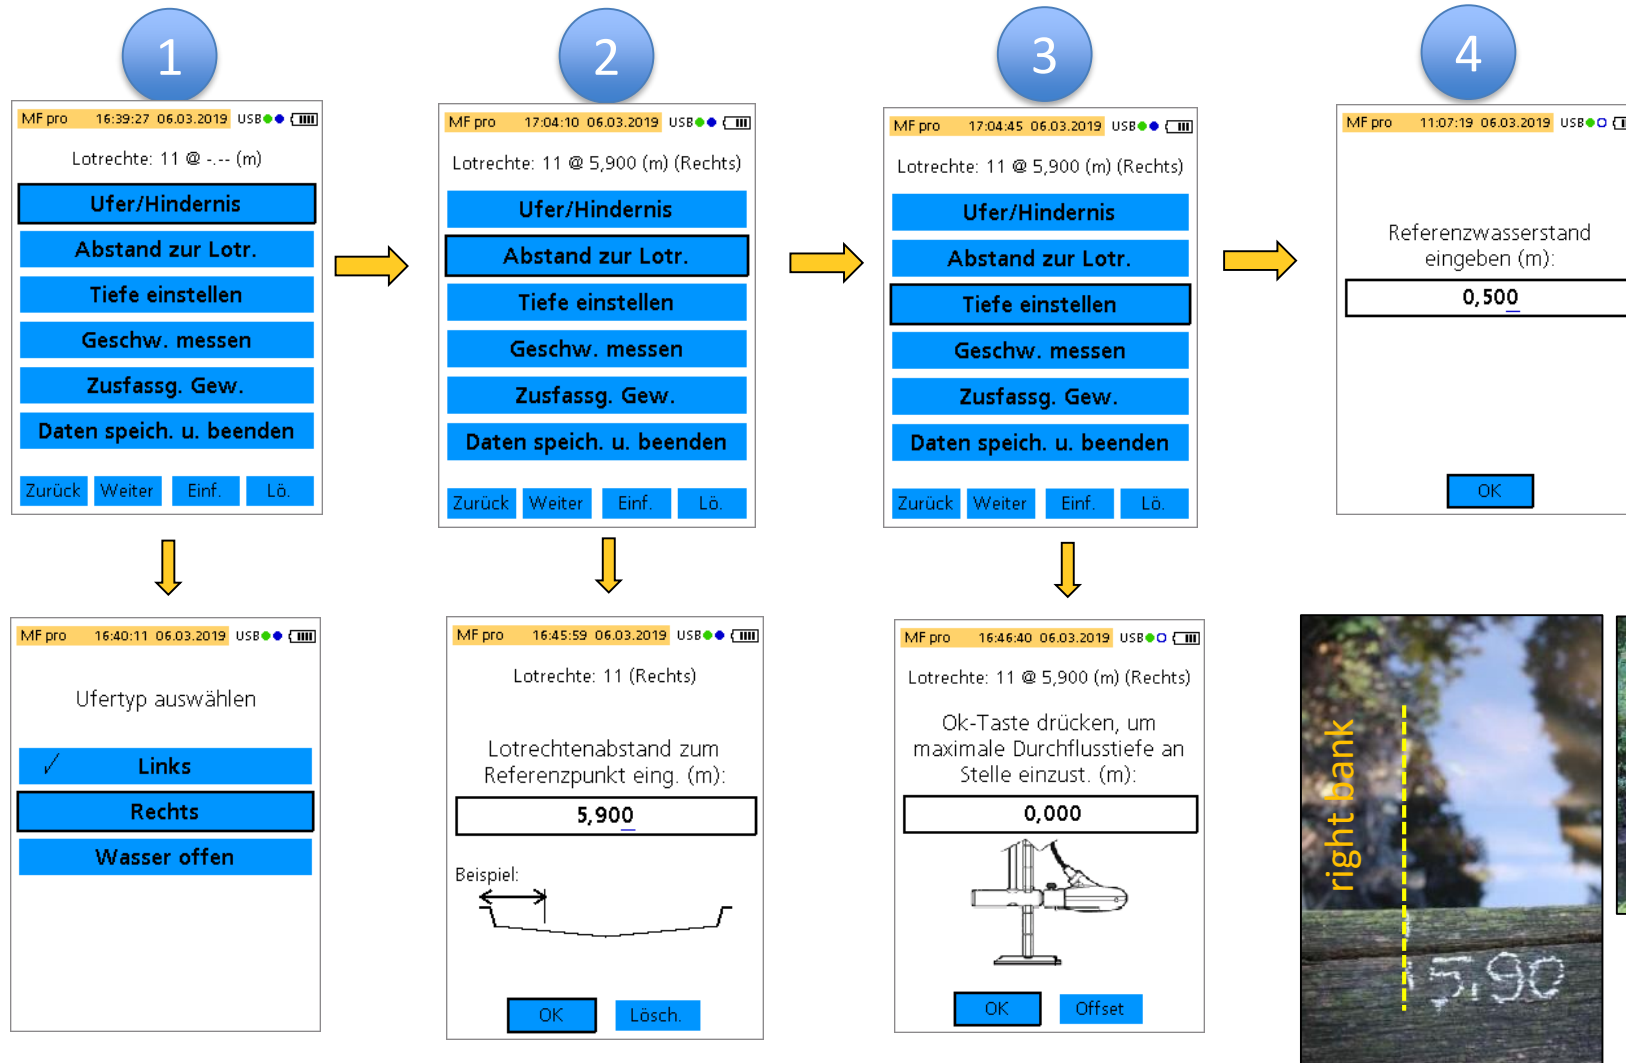 1
MF pro 16:39:27 06.03.2019 USB
Lotrechte: 11 @ -.-- (m)
Ufer/Hindernis
Abstand zur Lotr.
Tiefe einstellen
Geschw. messen
Zusfassg. Gew.
Daten speich. u. beenden
Zurück Weiter Einf. Lö.
MF pro 16:40:11 06.03.2019 USB
Ufertyp auswählen
✓ Links
Rechts
Wasser offen
2
MF pro 17:04:10 06.03.2019 USB
Lotrechte: 11 @ 5,900 (m) (Rechts)
Ufer/Hindernis
Abstand zur Lotr.
Tiefe einstellen
Geschw. messen
Zusfassg. Gew.
Daten speich. u. beenden
Zurück Weiter Einf. Lö.
MF pro 16:45:59 06.03.2019 USB
Lotrechte: 11 (Rechts)
Lotrechtenabstand zum
Referenzpunkt eing. (m):
5,900
Beispiel:
OK Lösch.
3
MF pro 17:04:45 06.03.2019 USB
Lotrechte: 11 @ 5,900 (m) (Rechts)
Ufer/Hindernis
Abstand zur Lotr.
Tiefe einstellen
Geschw. messen
Zusfassg. Gew.
Daten speich. u. beenden
Zurück Weiter Einf. Lö.
MF pro 16:46:40 06.03.2019 USB
Lotrechte: 11 @ 5,900 (m) (Rechts)
Ok-Taste drücken, um
maximale Durchflusstiefe an
Stelle einzust. (m):
0,000
OK Offset
4
MF pro 11:07:19 06.03.2019 USB
Referenzwasserstand
eingeben (m):
0,500
OK
right bank
5,90